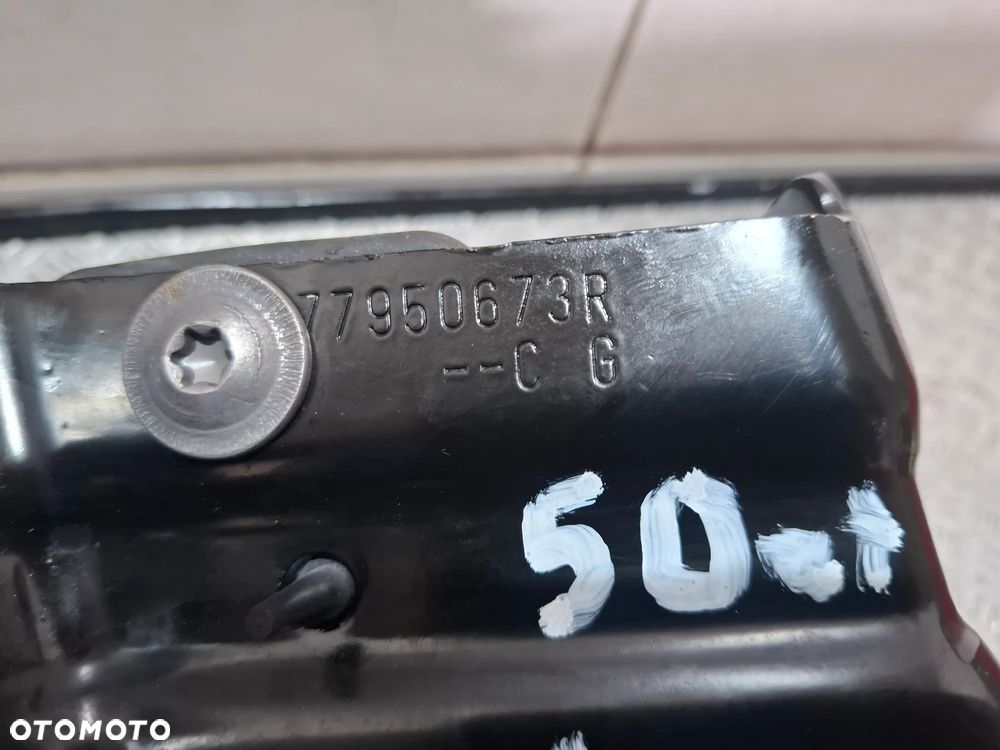 77950673R
--C G
50-1
OTOMOTO